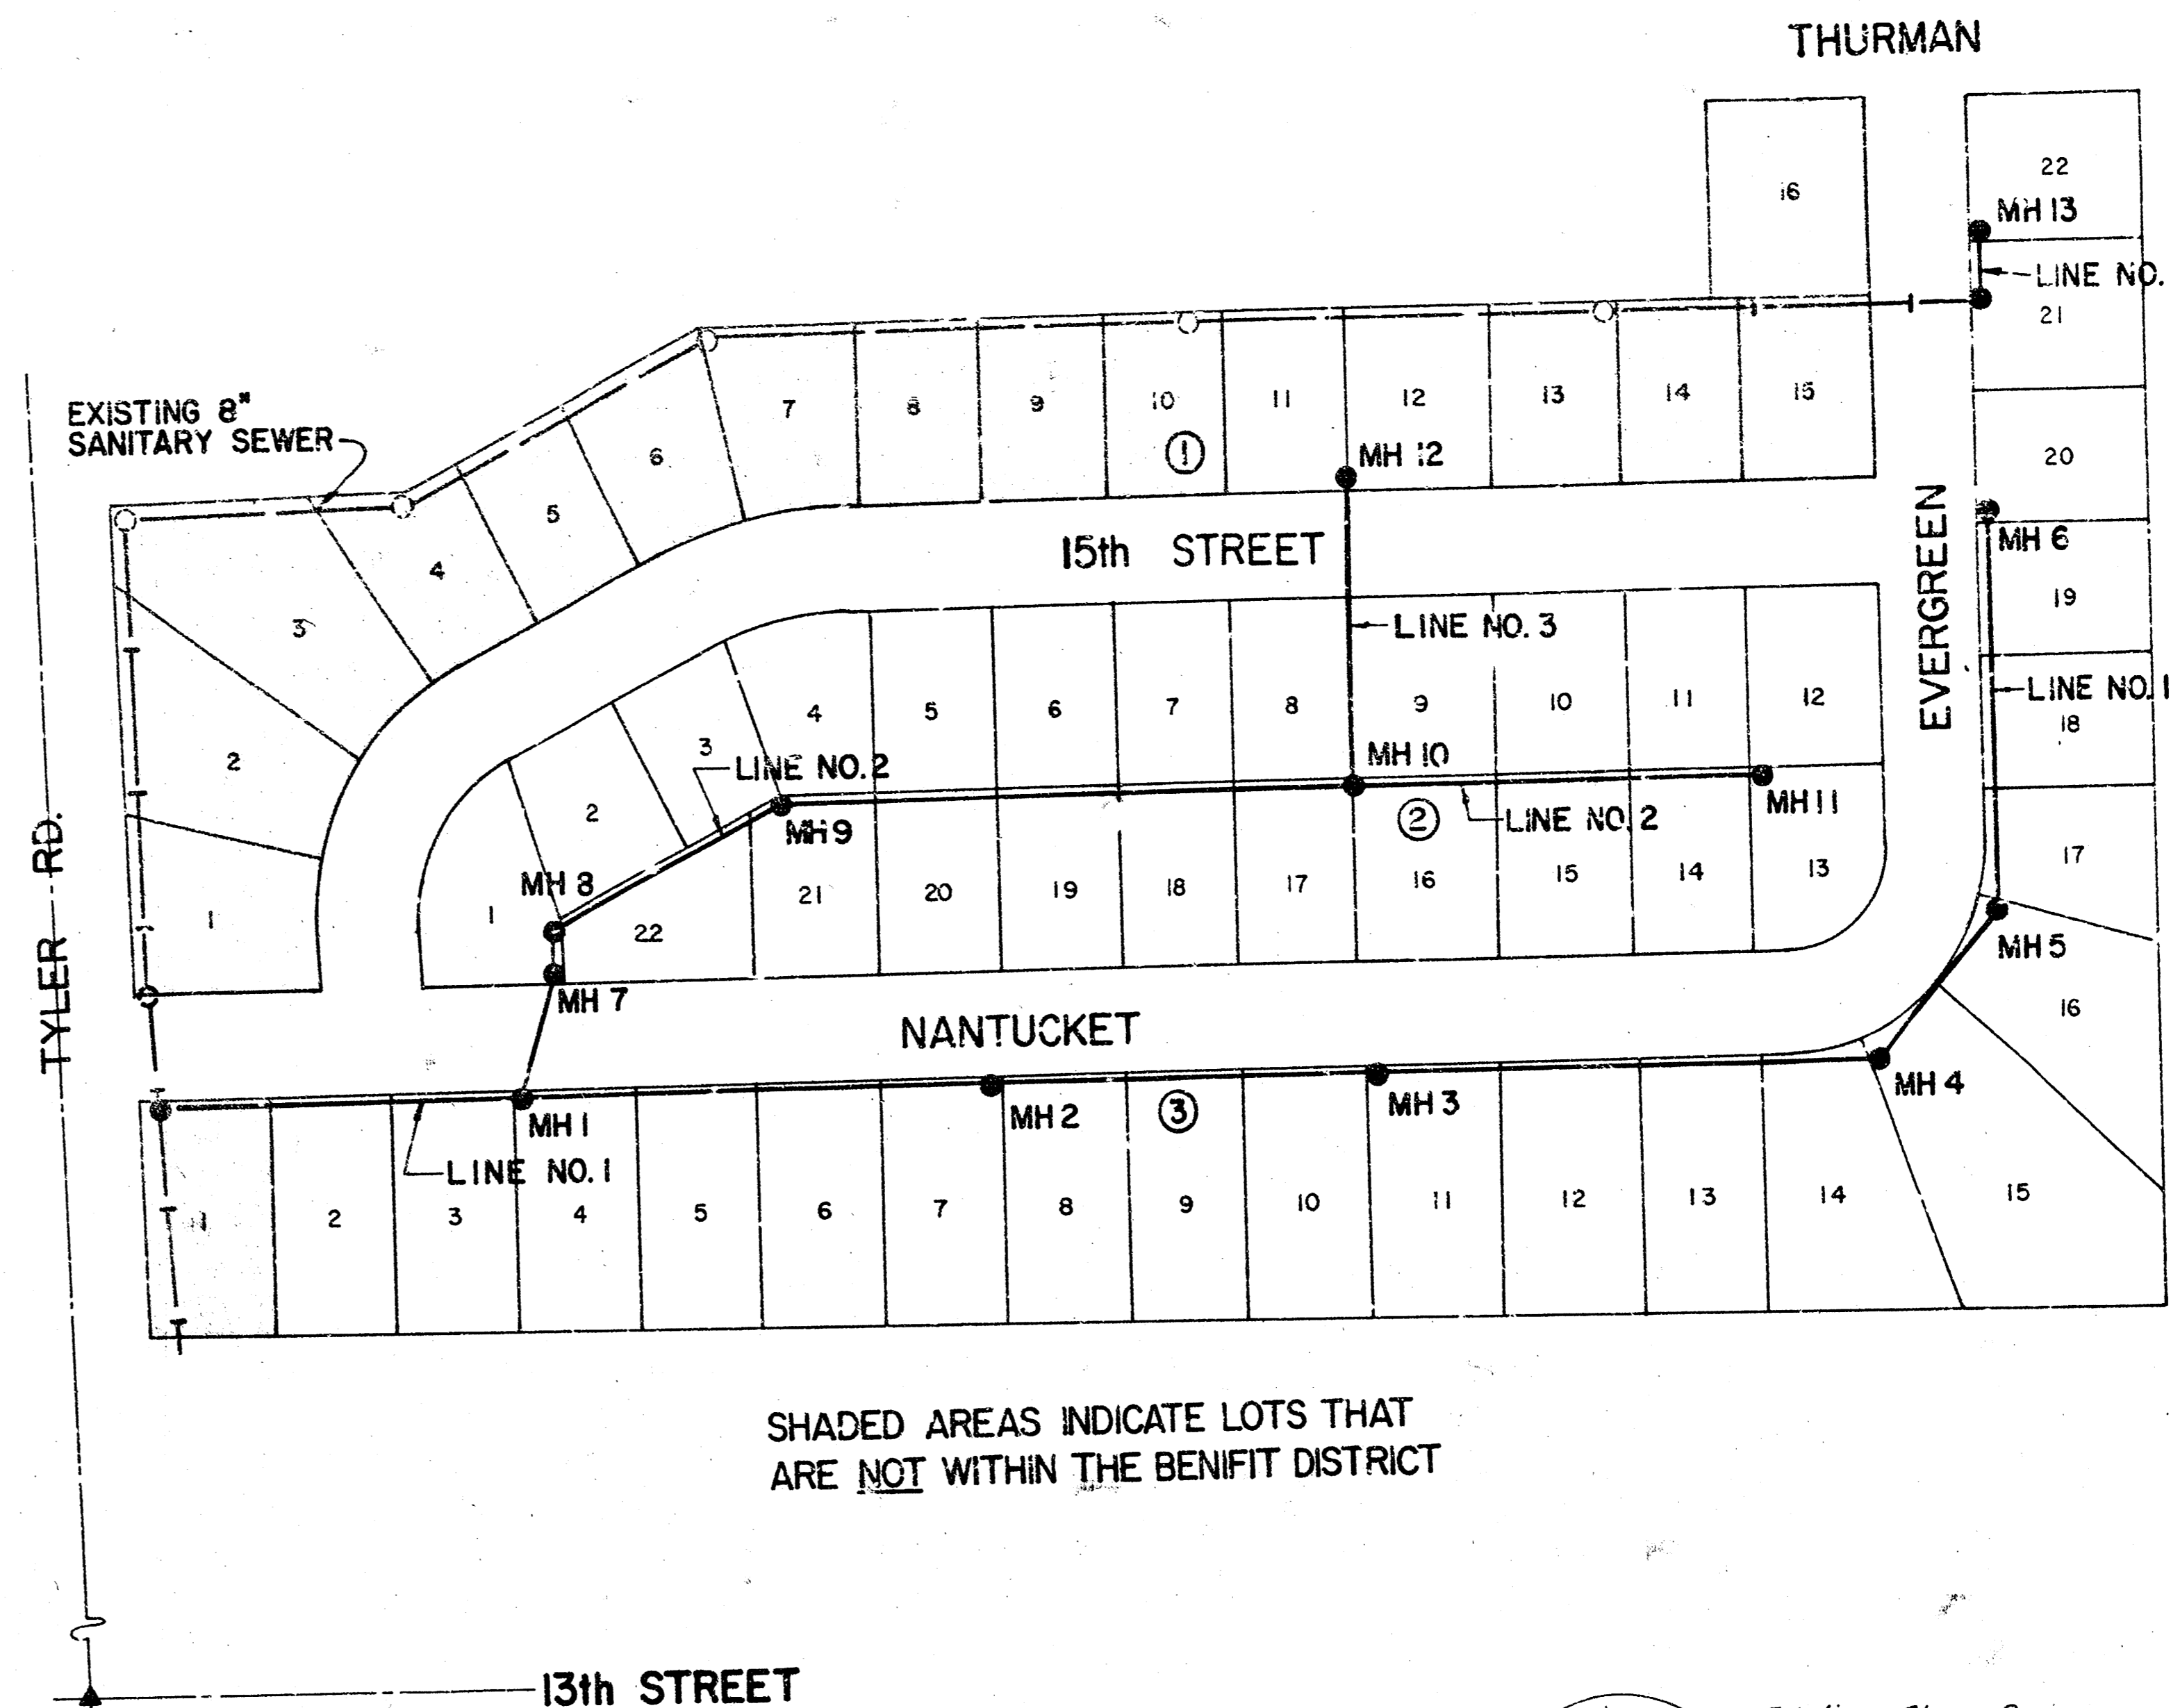 THURMAN
22
16
MH 13
LINE NO.
21
EXISTING 8"
SANITARY SEWER
7
8
9
10
11
12
13
14
15
6
1
MH 12
20
5
4
15th STREET
EVERGREEN
MH 6
3
19
LINE NO. 3
LINE NO. 1
18
2
3
4
5
6
7
8
9
10
11
12
LINE NO. 2
MH 10
MH 11
2
MH 9
2
LINE NO. 2
TYLER RD.
17
MH 8
1
1
22
21
20
19
18
17
16
15
14
13
MH 5
MH 7
16
NANTUCKET
MH 4
MH 1
MH 2
3
MH 3
LINE NO. 1
1
2
3
4
5
6
7
8
9
10
11
12
13
14
15
SHADED AREAS INDICATE LOTS THAT
ARE NOT WITHIN THE BENIFIT DISTRICT
13th STREET